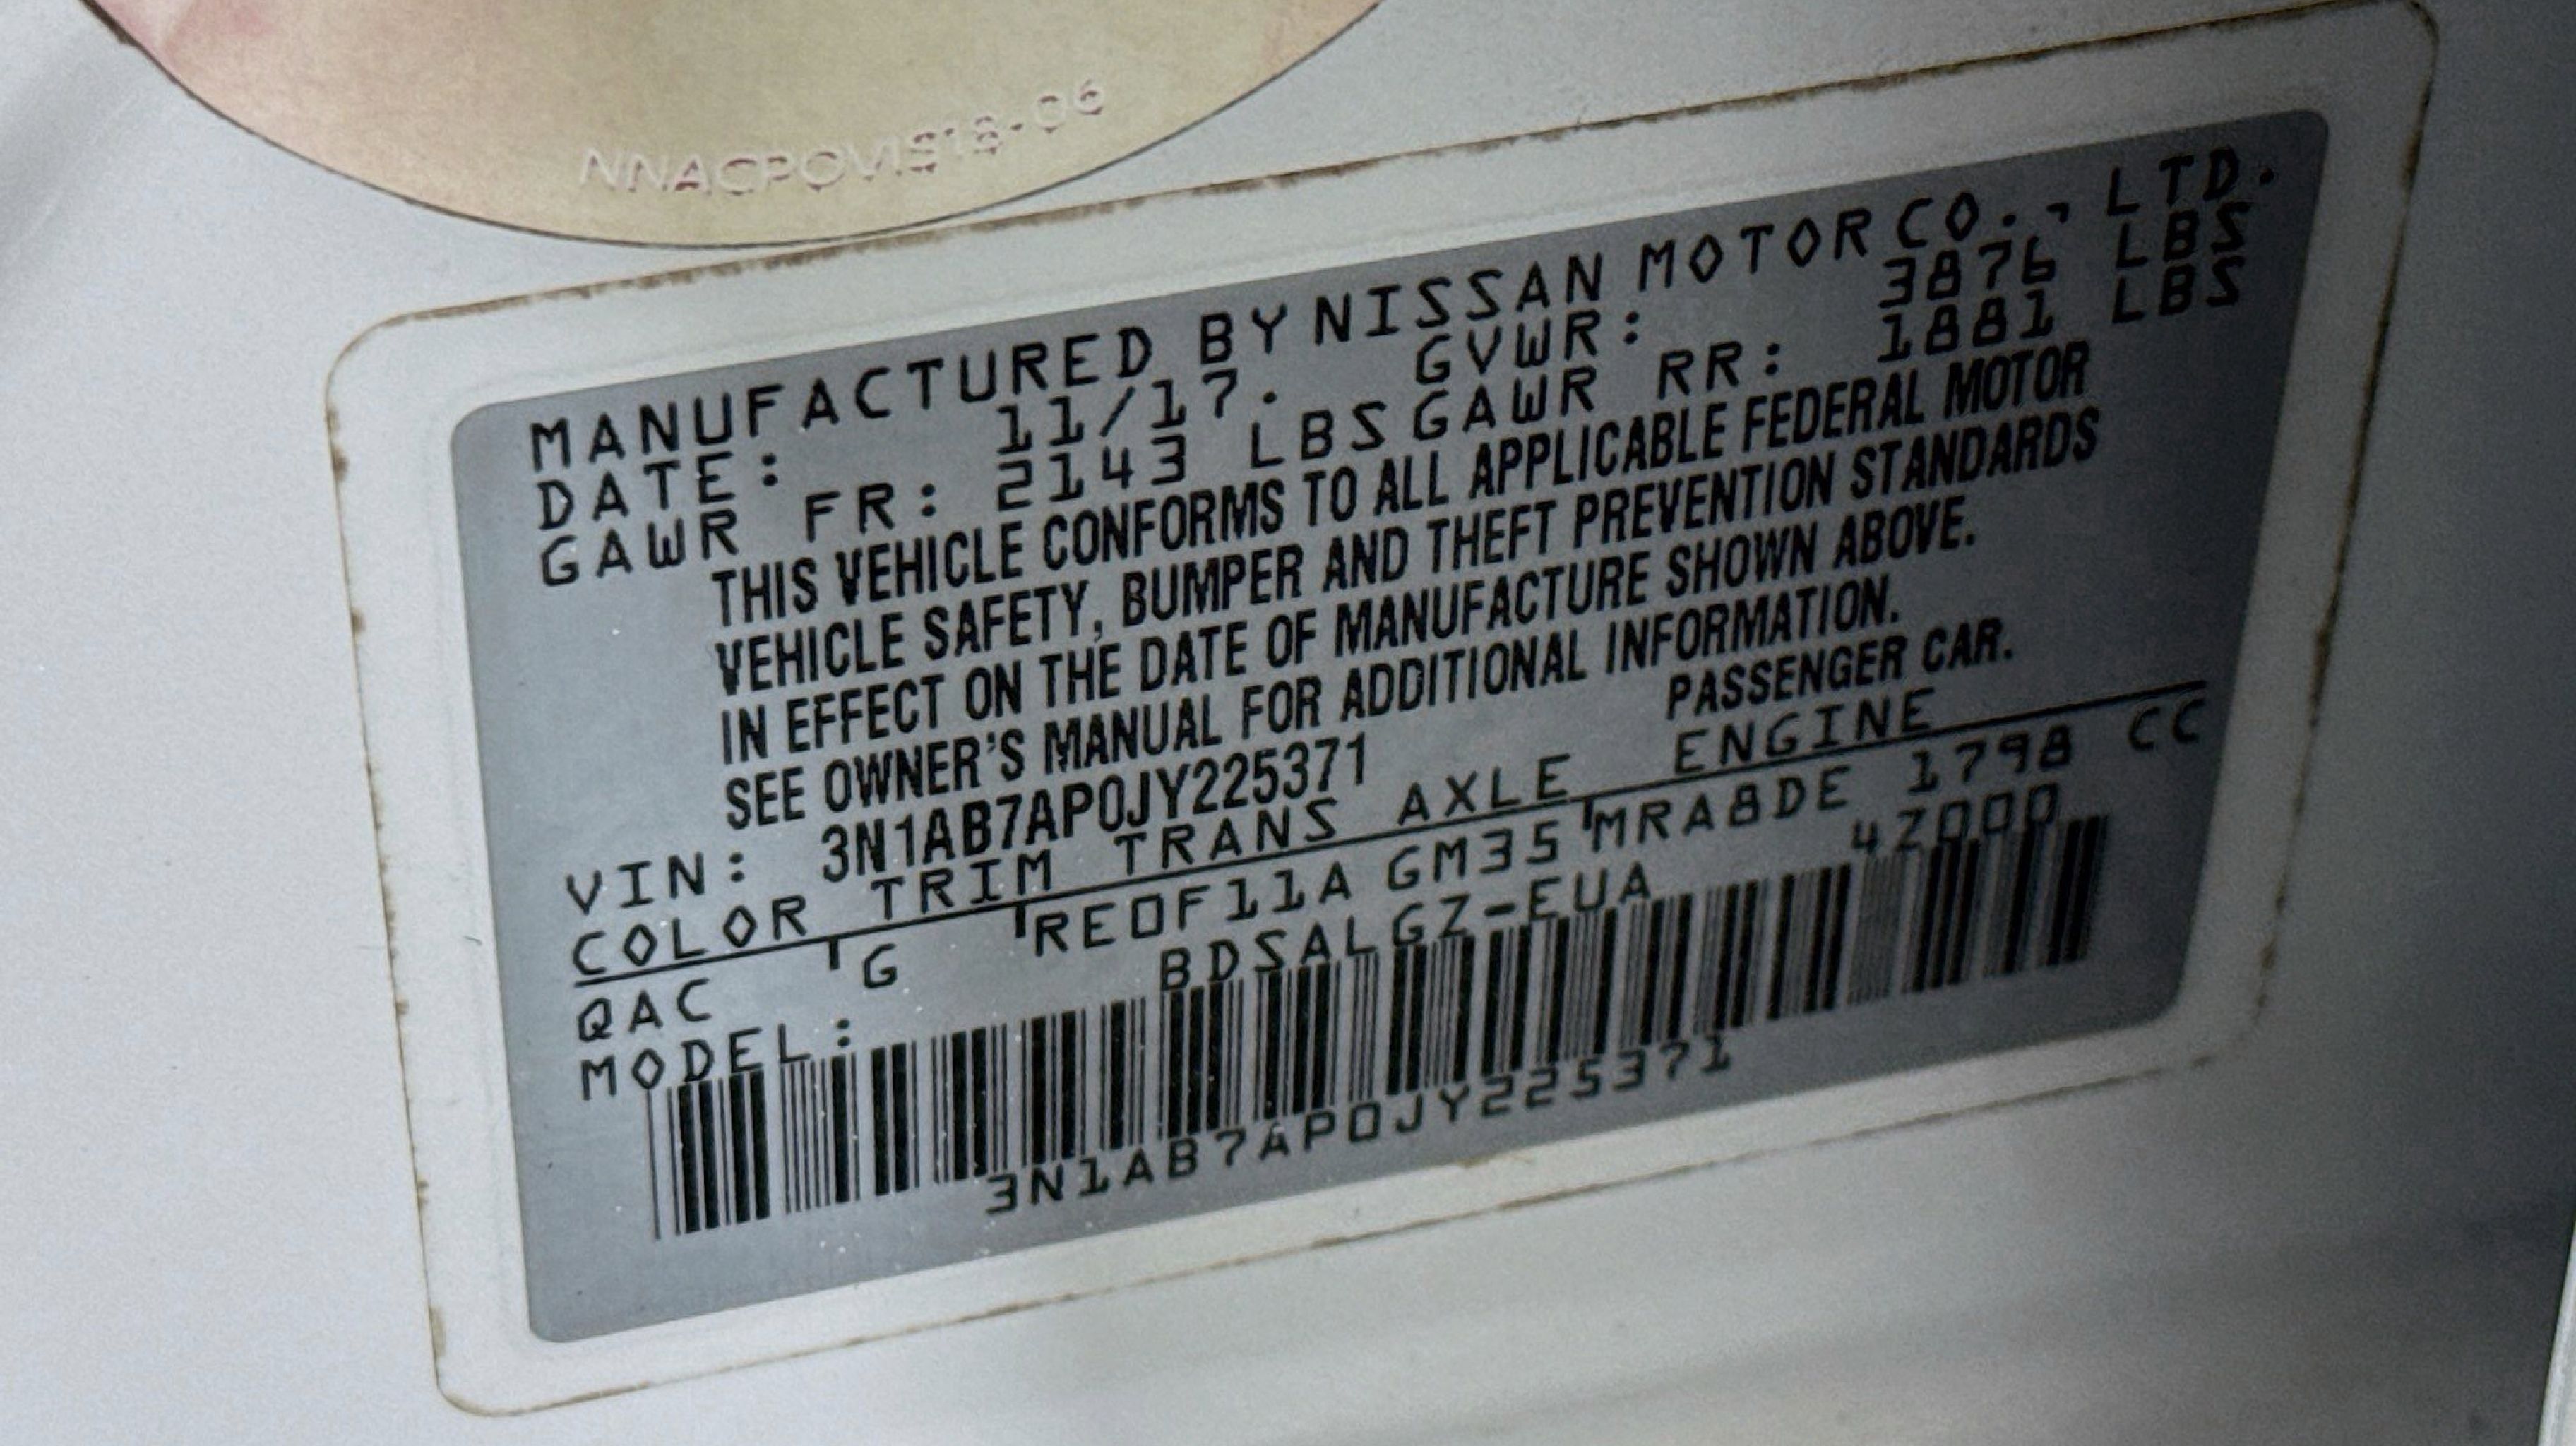 NNACPOVIS18-06
MANUFACTURED BY NISSAN MOTOR CO., LTD.
DATE: 11/17. GVWR: 3876 LBS
GAWR FR: 2143 LBS GAWR RR: 1881 LBS
THIS VEHICLE CONFORMS TO ALL APPLICABLE FEDERAL MOTOR
VEHICLE SAFETY, BUMPER AND THEFT PREVENTION STANDARDS
IN EFFECT ON THE DATE OF MANUFACTURE SHOWN ABOVE.
SEE OWNER'S MANUAL FOR ADDITIONAL INFORMATION.
VIN: 3N1AB7AP0JY225371 PASSENGER CAR.
COLOR TRIM TRANS AXLE ENGINE
QAC G RE0F11A GM35 MRA8DE 1798 CC
MODEL: BDSALGZ-EUA 4Z000
3N1AB7AP0JY225371